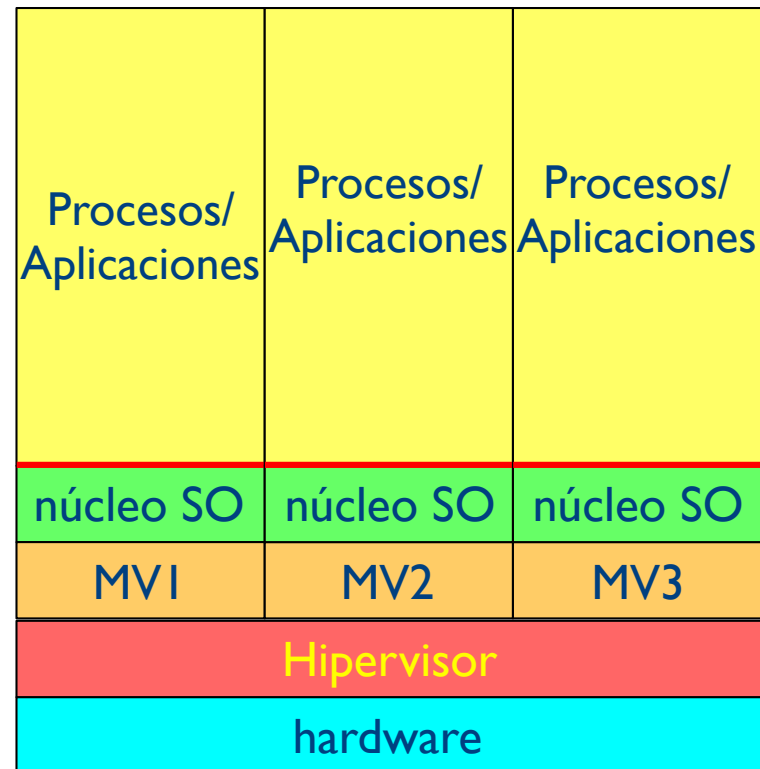 Procesos/
Aplicaciones
Procesos/
Aplicaciones
Procesos/
Aplicaciones
núcleo SO
núcleo SO
núcleo SO
MV1
MV2
MV3
Hipervisor
hardware